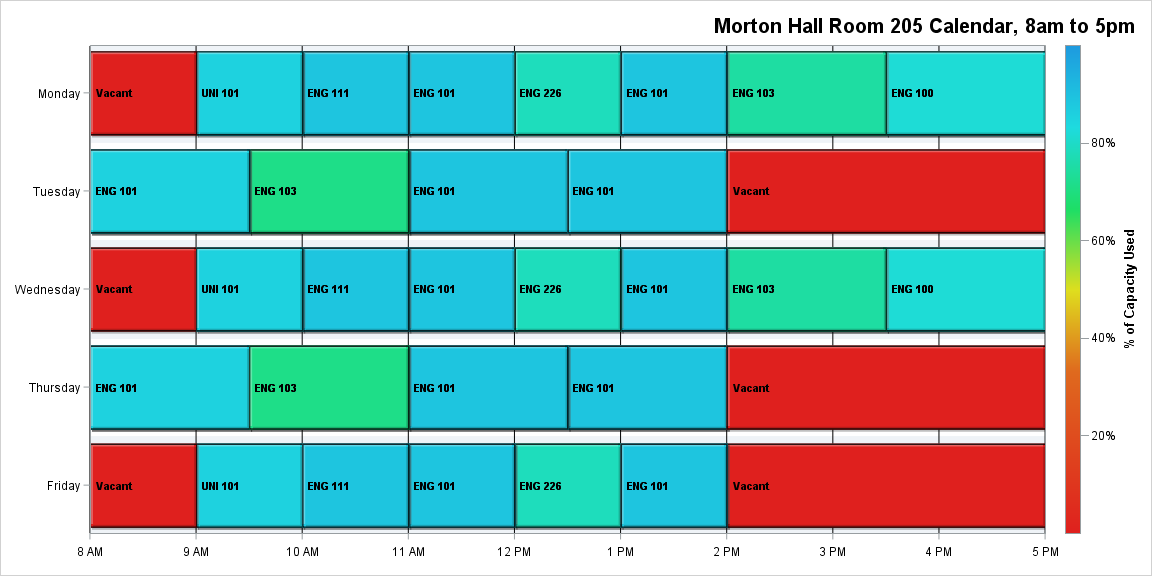 Morton Hall Room 205 Calendar, 8am to 5pm
Monday Vacant UNI 101 ENG 111 ENG 101 ENG 226 ENG 101 ENG 103 ENG 100
Tuesday ENG 101 ENG 103 ENG 101 ENG 101 Vacant
Wednesday Vacant UNI 101 ENG 111 ENG 101 ENG 226 ENG 101 ENG 103 ENG 100
Thursday ENG 101 ENG 103 ENG 101 ENG 101 Vacant
Friday Vacant UNI 101 ENG 111 ENG 101 ENG 226 ENG 101 Vacant
8 AM 9 AM 10 AM 11 AM 12 PM 1 PM 2 PM 3 PM 4 PM 5 PM
80%
60%
40%
20%
% of Capacity Used